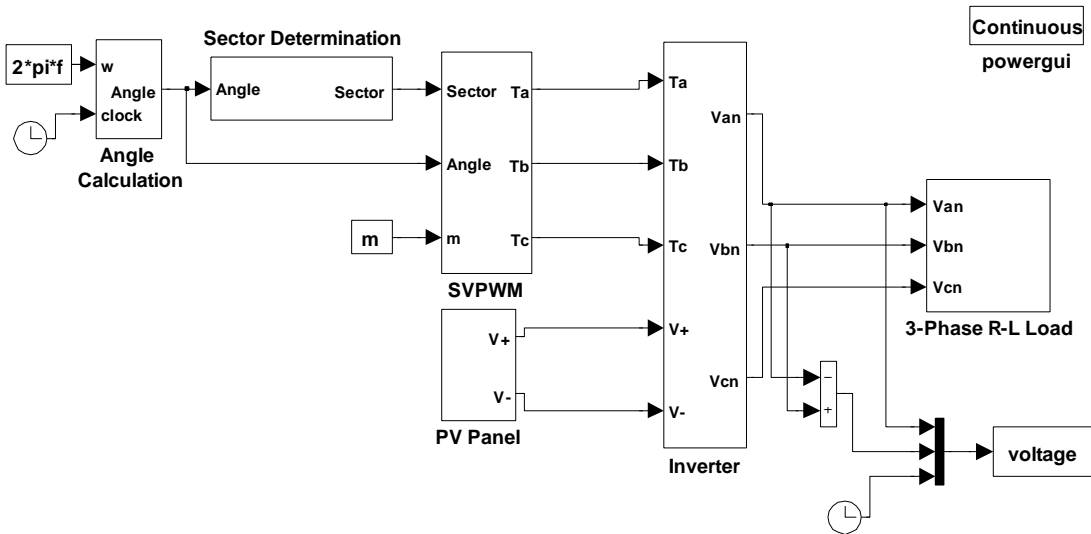 Continuous
powergui
Sector Determination
2*pi*f
w
Angle
clock
Angle
Calculation
Angle
Sector
Sector
Ta
Angle
Tb
m
m
Tc
SVPWM
Ta
Van
Tb
Tc
Vbn
V+
Vcn
V-
Inverter
V+
V-
PV Panel
Van
Vbn
Vcn
3-Phase R-L Load
−
+
voltage